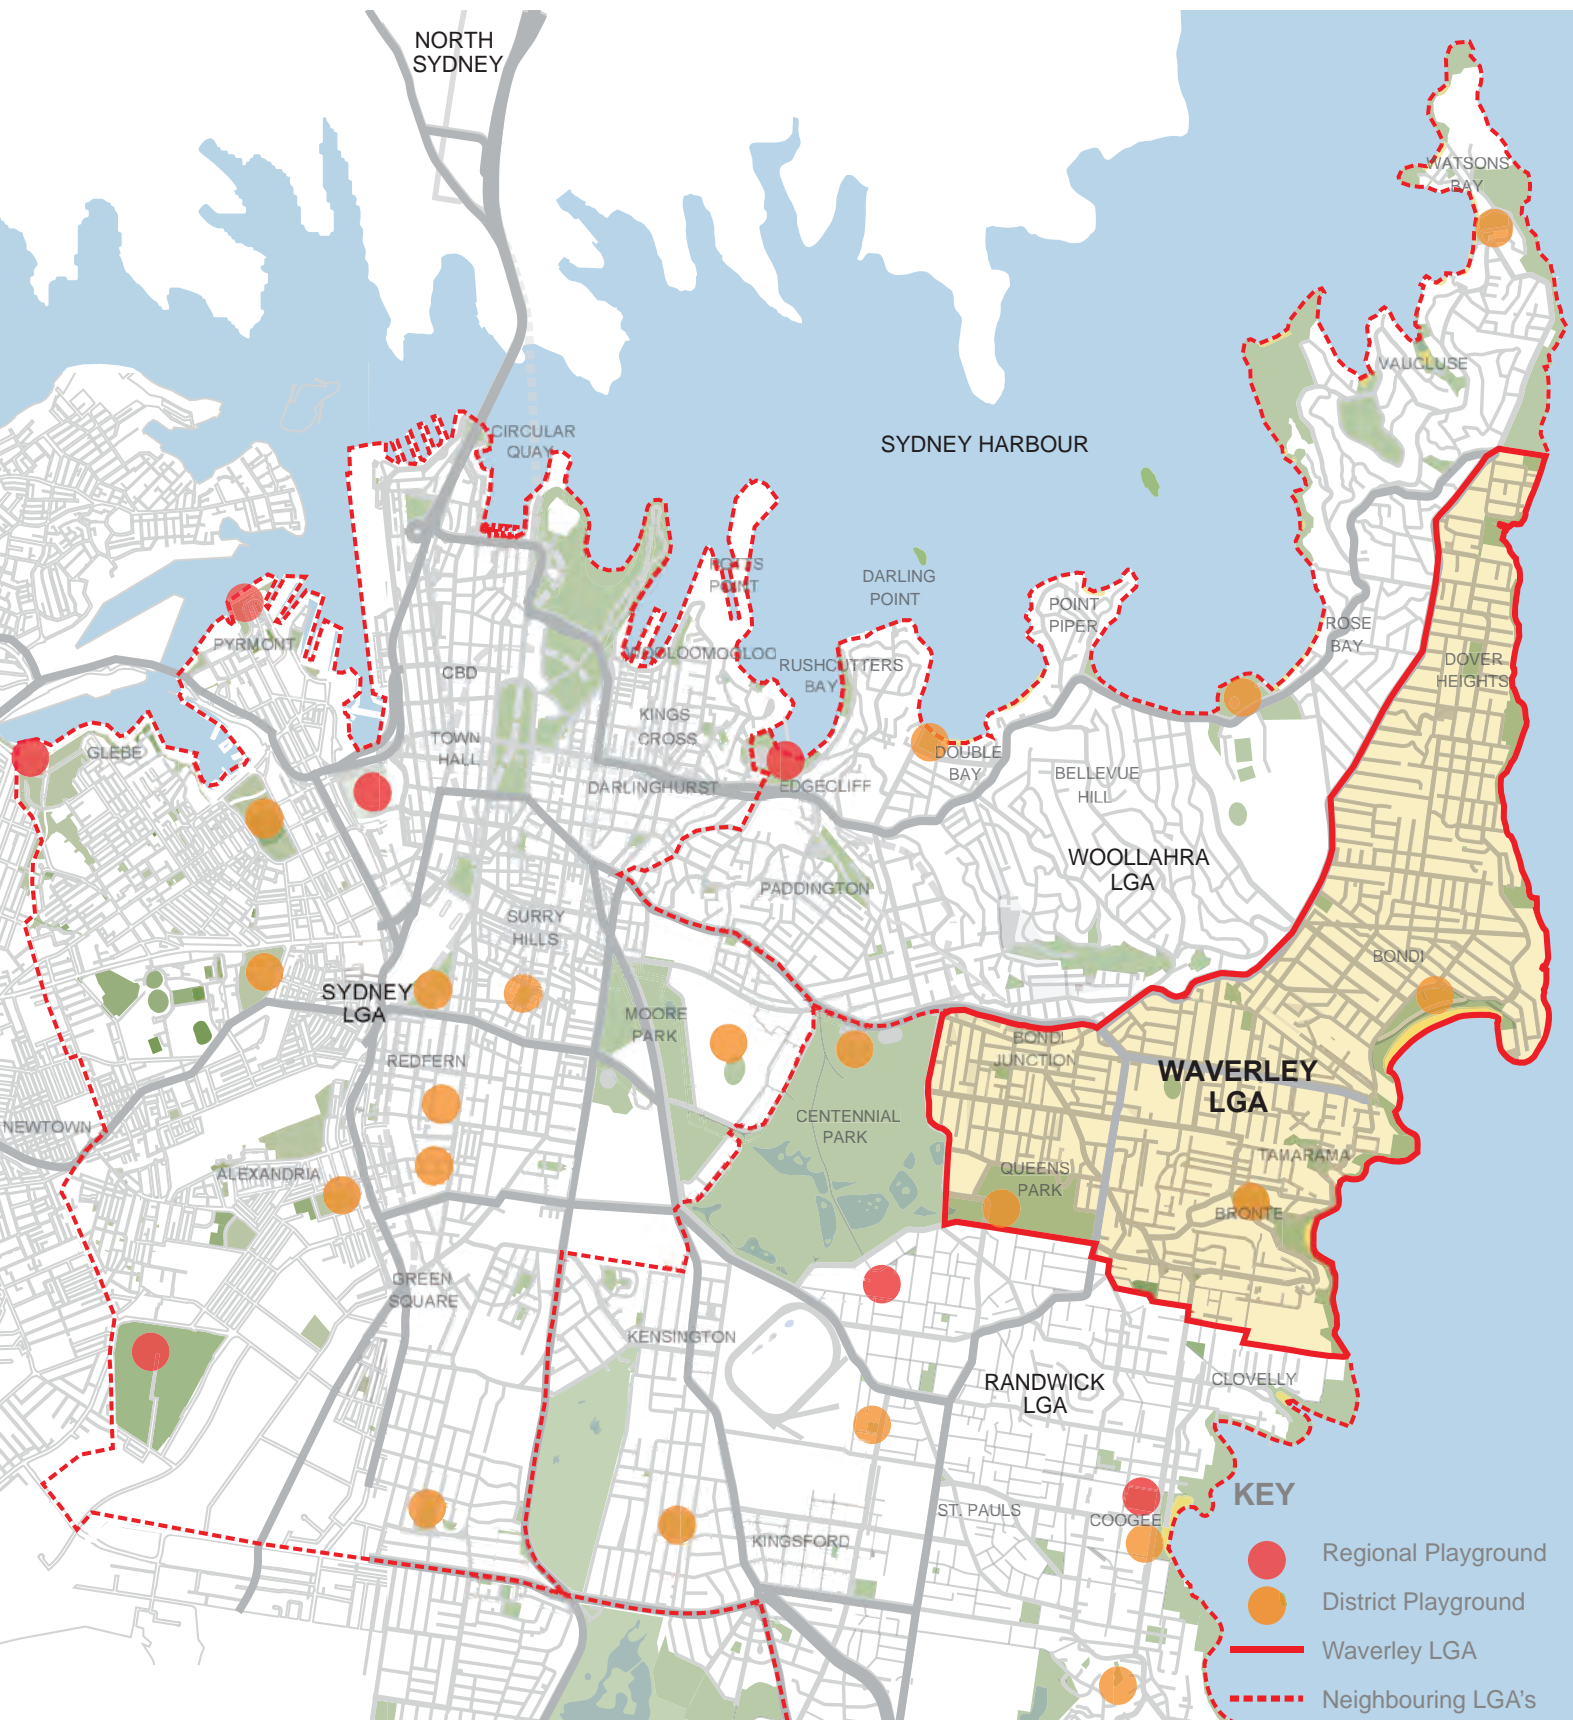 NORTH
SYDNEY
WATSONS
BAY
VAUCLUSE
CIRCULAR
QUAY
SYDNEY HARBOUR
POTTS
POINT
DARLING
POINT
POINT
PIPER
ROSE
BAY
PYRMONT
CBD
WOOLOOMOOLOO
RUSHCUTTERS
BAY
DOVER
HEIGHTS
KINGS
CROSS
GLEBE
TOWN
HALL
DOUBLE
BAY
DARLINGHURST
EDGECLIFF
BELLEVUE
HILL
WOOLLAHRA
LGA
PADDINGTON
SURRY
HILLS
BONDI
SYDNEY
LGA
MOORE
PARK
BONDI
JUNCTION
REDFERN
WAVERLEY
LGA
CENTENNIAL
PARK
NEWTOWN
ALEXANDRIA
QUEENS
PARK
TAMARAMA
BRONTE
GREEN
SQUARE
KENSINGTON
RANDWICK
LGA
CLOVELLY
ST. PAULS
COOGEE
KINGSFORD
KEY
Regional Playground
District Playground
Waverley LGA
Neighbouring LGA's